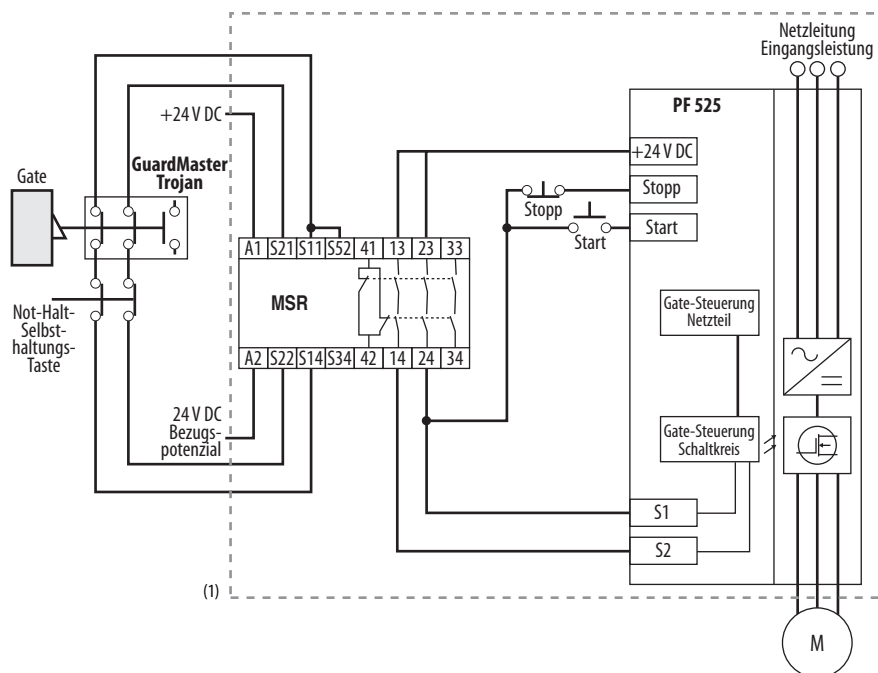 Netzleitung
Eingangsleistung
PF 525
+24 V DC
+24 V DC
GuardMaster
Trojan
Gate
Stopp
Stopp
Start
Start
A1 S21 S11 S52 41 13 23 33
MSR
A2 S22 S14 S34 42 14 24 34
Not-Halt-
Selbst-
haltungs-
Taste
Gate-Steuerung
Netzteil
24 V DC
Bezugs-
potenzial
Gate-Steuerung
Schaltkreis
S1
S2
(1)
M